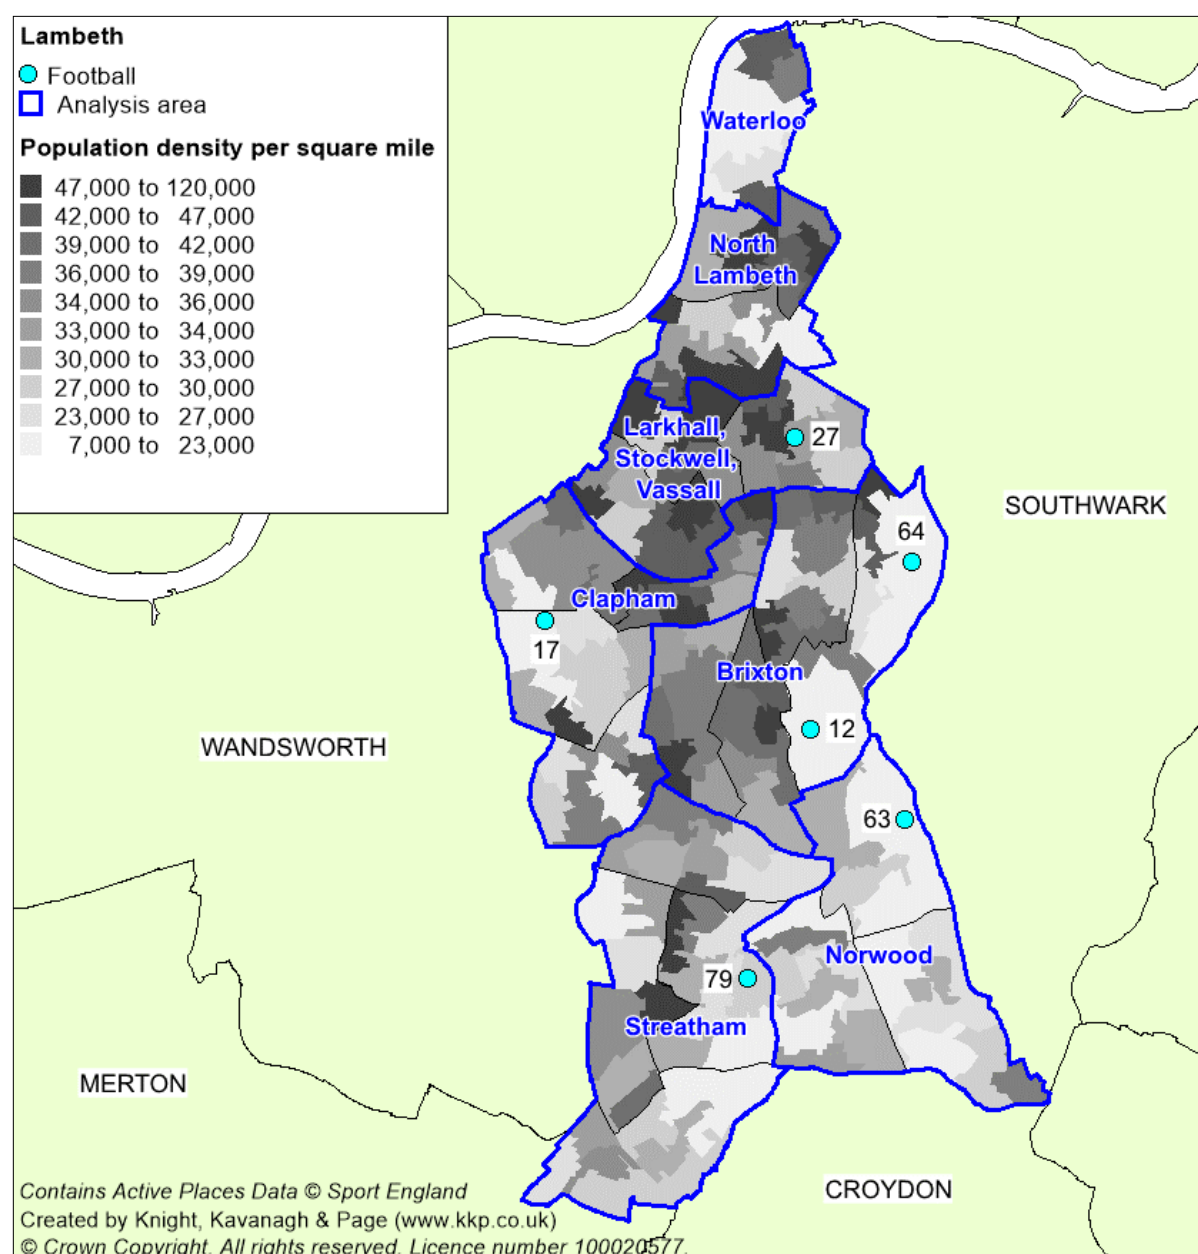 Lambeth
Football
Analysis area
Population density per square mile
47,000 to 120,000
42,000 to 47,000
39,000 to 42,000
36,000 to 39,000
34,000 to 36,000
33,000 to 34,000
30,000 to 33,000
27,000 to 30,000
23,000 to 27,000
7,000 to 23,000
Waterloo
North
Lambeth
Larkhall,
Stockwell,
Vassall
27
SOUTHWARK
64
Clapham
17
Brixton
12
WANDSWORTH
63
Norwood
79
Streatham
MERTON
CROYDON
Contains Active Places Data © Sport England
Created by Knight, Kavanagh & Page (www.kkp.co.uk)
© Crown Copyright. All rights reserved. Licence number 100020577.